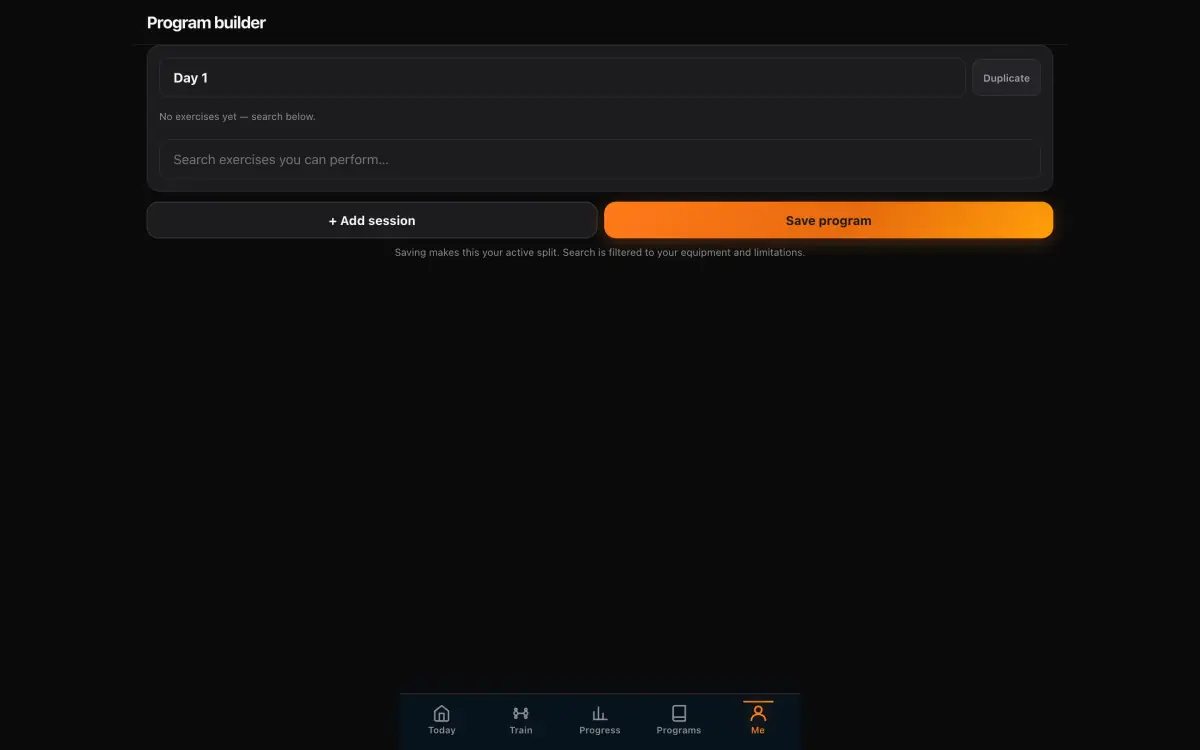 Program builder
Day 1
Duplicate
No exercises yet — search below.
Search exercises you can perform...
+ Add session
Save program
Saving makes this your active split. Search is filtered to your equipment and limitations.
Today
Train
Progress
Programs
Me